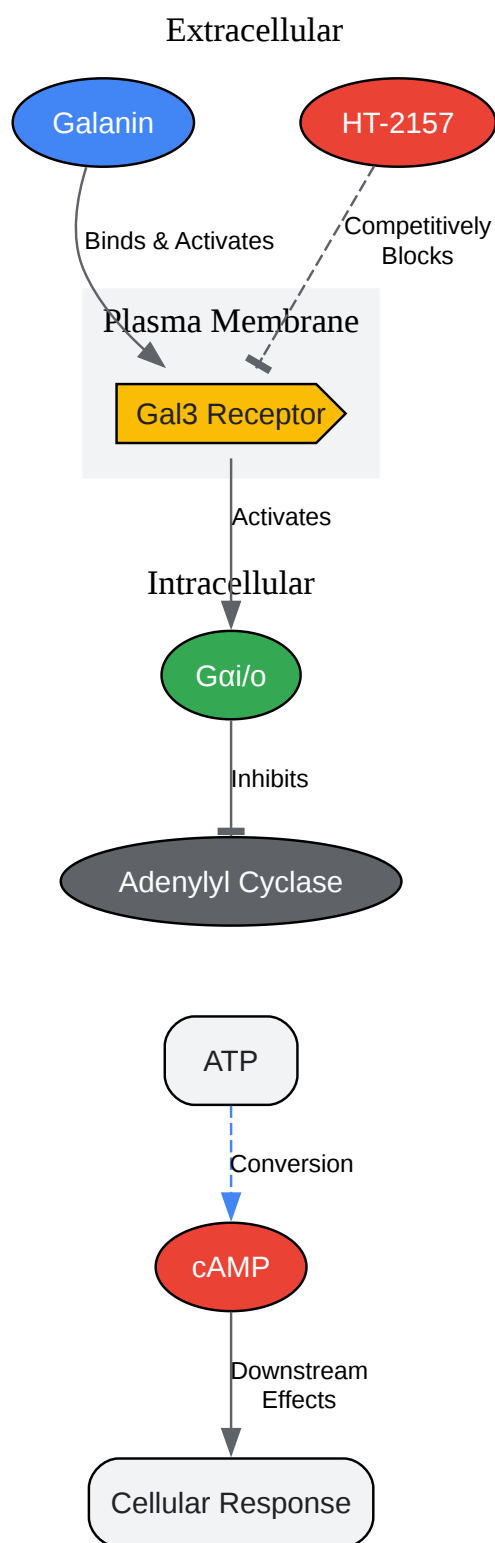 Extracellular
Galanin
HT-2157
Binds & Activates
Competitively
Blocks
Plasma Membrane
Gal3 Receptor
Activates
Intracellular
Gαi/o
Inhibits
Adenylyl Cyclase
ATP
Conversion
cAMP
Downstream
Effects
Cellular Response